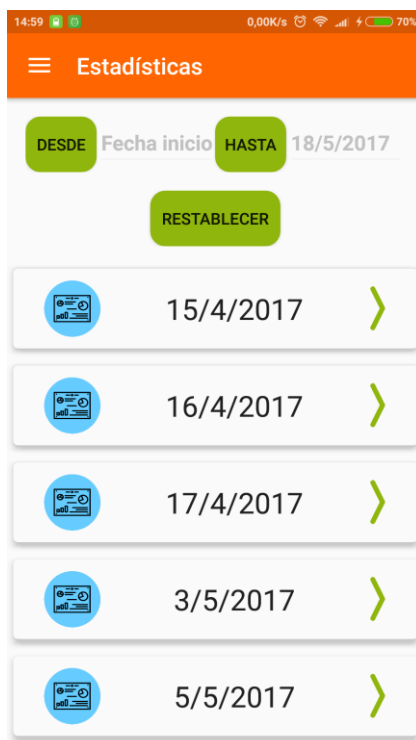 14:59 0,00K/s 70%
Estadísticas
DESDE Fecha inicio HASTA 18/5/2017
RESTABLECER
15/4/2017
16/4/2017
17/4/2017
3/5/2017
5/5/2017